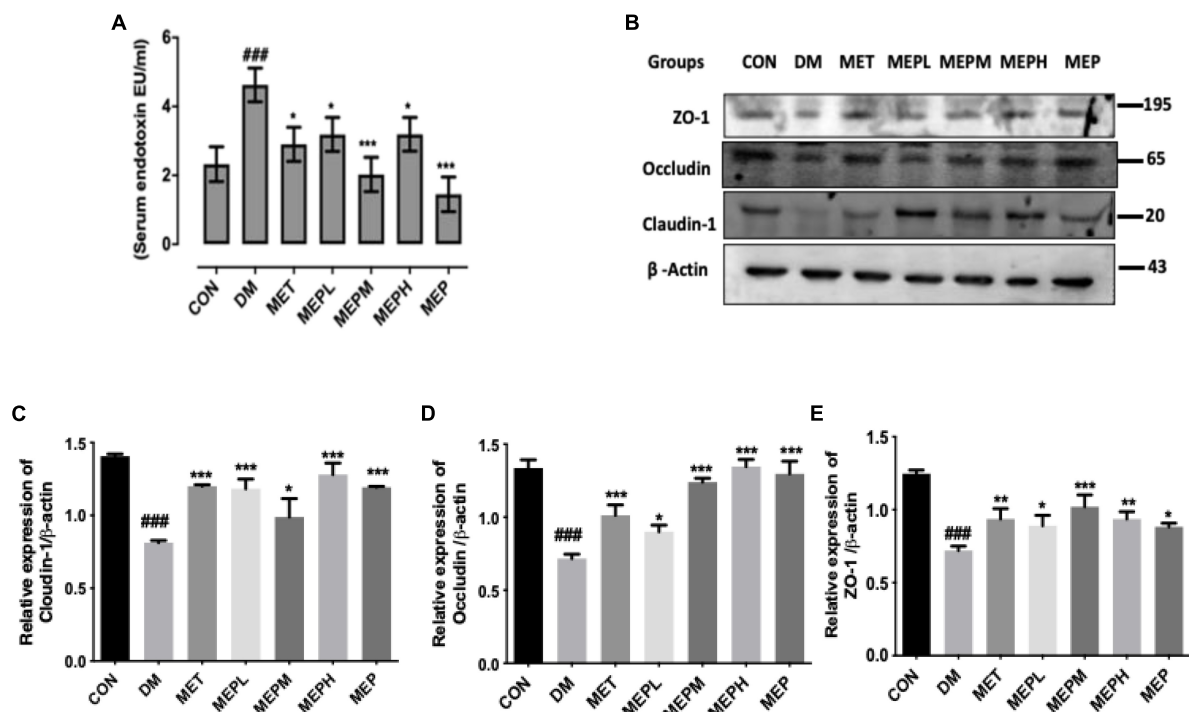 A
(Serum endotoxin EU/ml)
6
4
2
0
###
*
*
***
*
***
CON DM MET MEPL MEPM MEPH MEP
B
Groups CON DM MET MEPL MEPM MEPH MEP
ZO-1 195
Occludin 65
Claudin-1 20
β -Actin 43
C
Relative expression of
Cloudin-1/β-actin
1.5
1.0
0.5
0.0
###
***
***
*
***
***
CON DM MET MEPL MEPM MEPH MEP
D
Relative expression of
Occludin /β-actin
1.5
1.0
0.5
0.0
###
***
*
***
***
***
CON DM MET MEPL MEPM MEPH MEP
E
Relative expression of
ZO-1 /β-actin
1.5
1.0
0.5
0.0
###
**
*
***
**
*
CON DM MET MEPL MEPM MEPH MEP